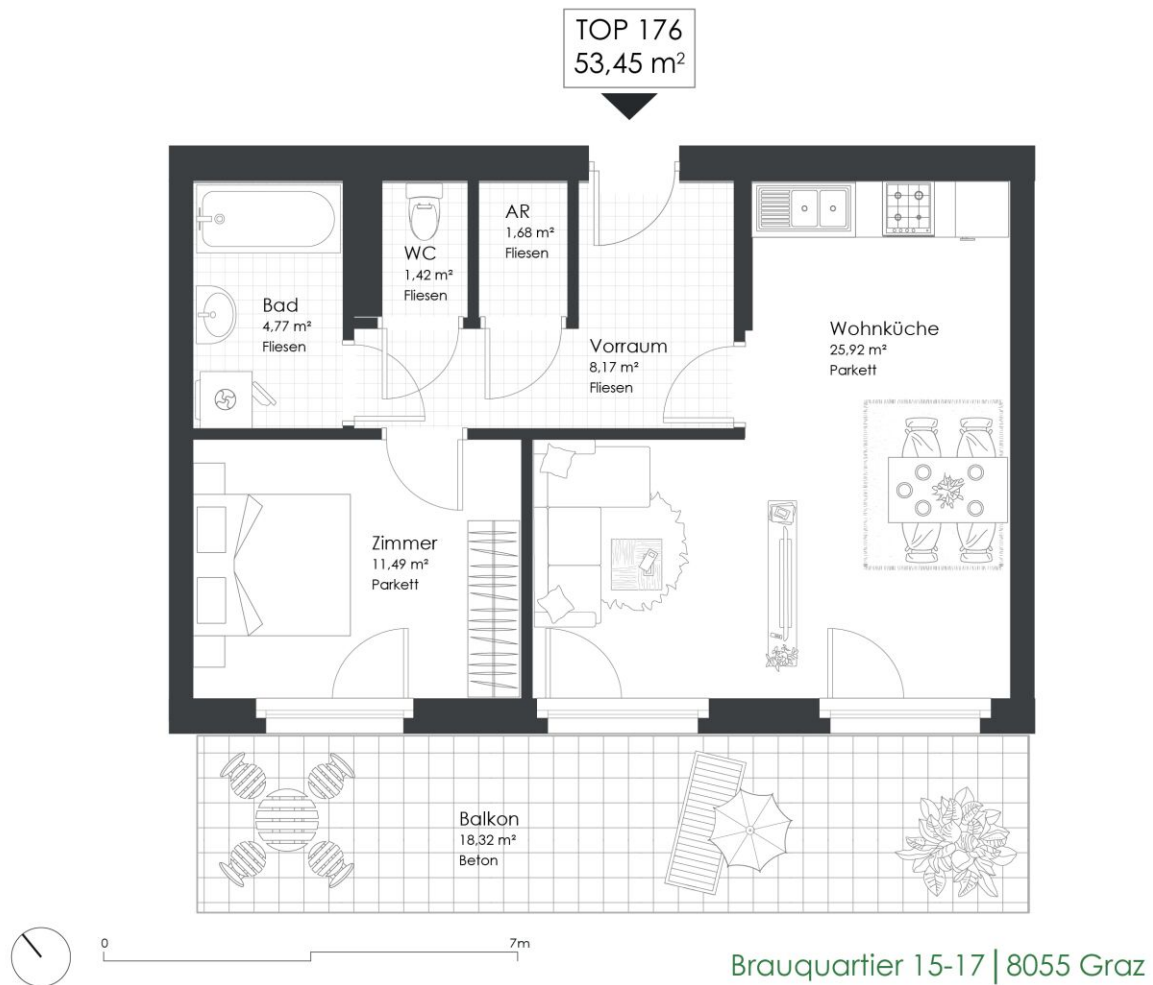 TOP 176
53,45 m²
AR
1,68 m²
Fliesen
WC
1,42 m²
Fliesen
Bad
4,77 m²
Fliesen
Vorraum
8,17 m²
Fliesen
Wohnküche
25,92 m²
Parkett
Zimmer
11,49 m²
Parkett
Balkon
18,32 m²
Beton
0 7m
Brauquartier 15-17 | 8055 Graz